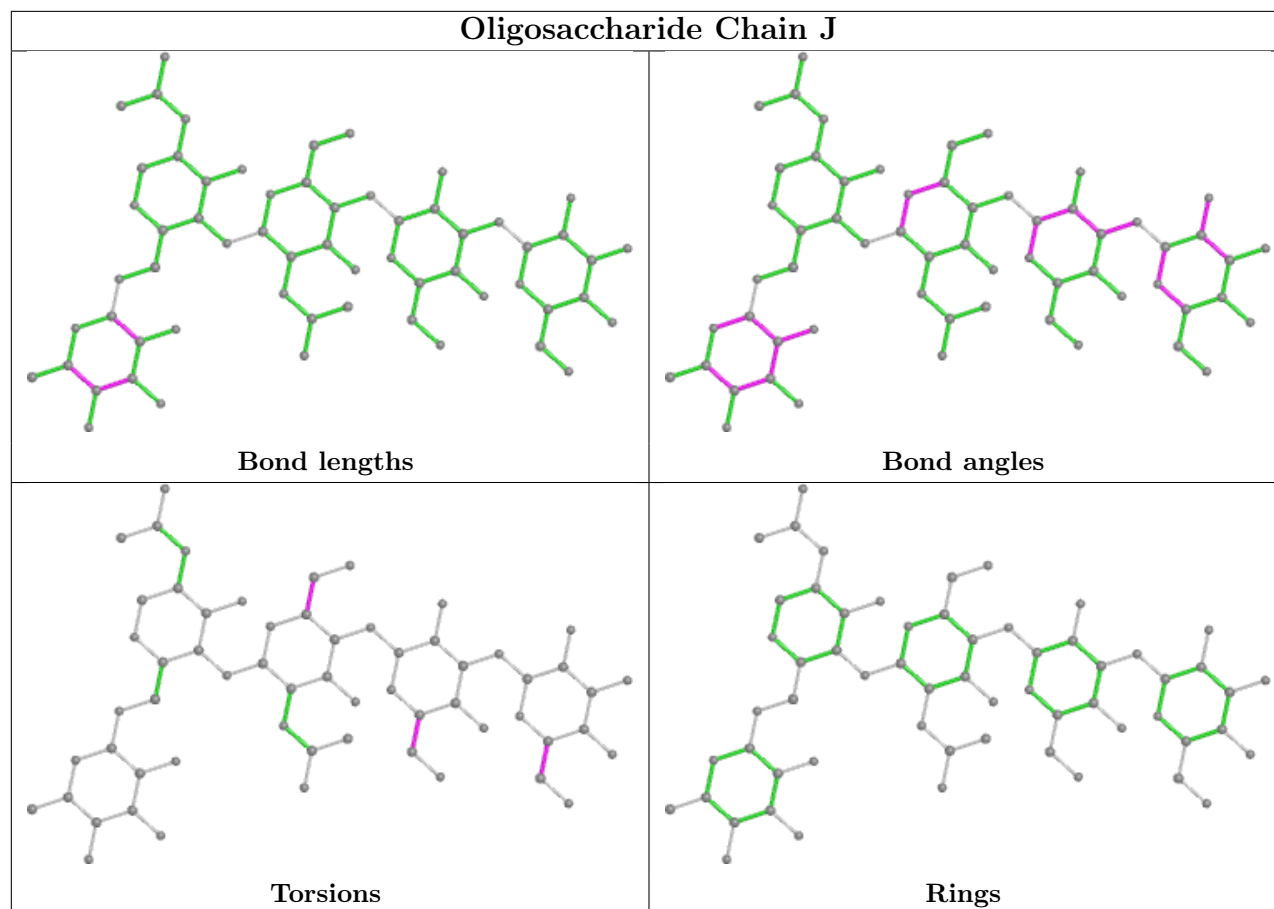 Oligosaccharide Chain J
Bond lengths
Bond angles
Torsions
Rings